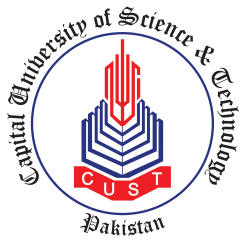 Capital University of Science & Technology
CUST
Pakistan